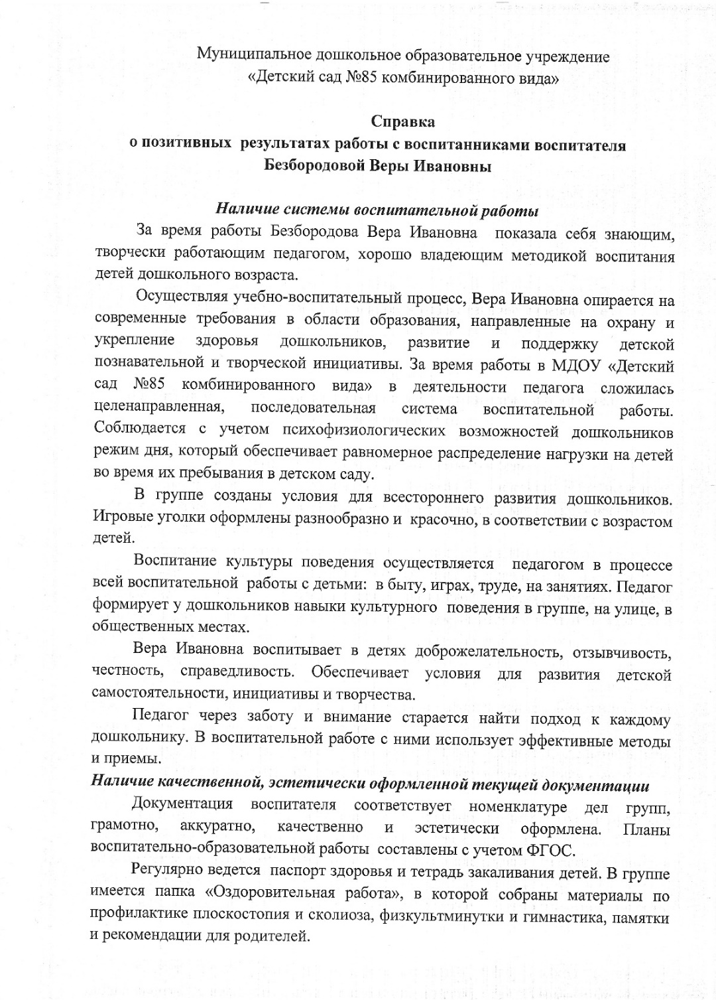 Муниципальное дошкольное образовательное учреждение
«Детский сад №85 комбинированного вида»
Справка
о позитивных результатах работы с воспитанниками воспитателя
Безбородовой Веры Ивановны
Наличие системы воспитательной работы
За время работы Безбородова Вера Ивановна показала себя знающим,
творчески работающим педагогом, хорошо владеющим методикой воспитания
детей дошкольного возраста.
Осуществляя учебно-воспитательный процесс, Вера Ивановна опирается на
современные требования в области образования, направленные на охрану и
укрепление здоровья дошкольников, развитие и поддержку детской
познавательной и творческой инициативы. За время работы в МДОУ «Детский
сад №85 комбинированного вида» в деятельности педагога сложилась
целенаправленная, последовательная система воспитательной работы.
Соблюдается с учетом психофизиологических возможностей дошкольников
режим дня, который обеспечивает равномерное распределение нагрузки на детей
во время их пребывания в детском саду.
В группе созданы условия для всестороннего развития дошкольников.
Игровые уголки оформлены разнообразно и красочно, в соответствии с возрастом
детей.
Воспитание культуры поведения осуществляется педагогом в процессе
всей воспитательной работы с детьми: в быту, играх, труде, на занятиях. Педагог
формирует у дошкольников навыки культурного поведения в группе, на улице, в
общественных местах.
Вера Ивановна воспитывает в детях доброжелательность, отзывчивость,
честность, справедливость. Обеспечивает условия для развития детской
самостоятельности, инициативы и творчества.
Педагог через заботу и внимание старается найти подход к каждому
дошкольнику. В воспитательной работе с ними использует эффективные методы
и приемы.
Наличие качественной, эстетически оформленной текущей документации
Документация воспитателя соответствует номенклатуре дел групп,
грамотно, аккуратно, качественно и эстетически оформлена. Планы
воспитательно-образовательной работы составлены с учетом ФГОС.
Регулярно ведется паспорт здоровья и тетрадь закаливания детей. В группе
имеется папка «Оздоровительная работа», в которой собраны материалы по
профилактике плоскостопия и сколиоза, физкультминутки и гимнастика, памятки
и рекомендации для родителей.